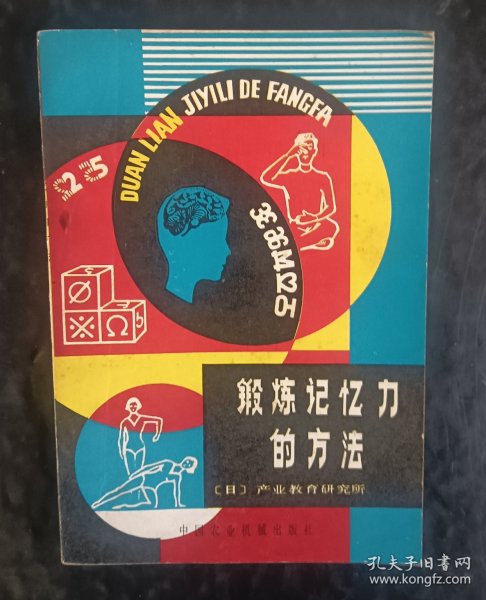 DUAN LIAN JIYILI DE FANGFA
25
Ø
※
Ω
5
锻炼记忆力
的方法
〔日〕产业教育研究所
中国农业机械出版社
孔夫子旧书网
www.kongfz.com